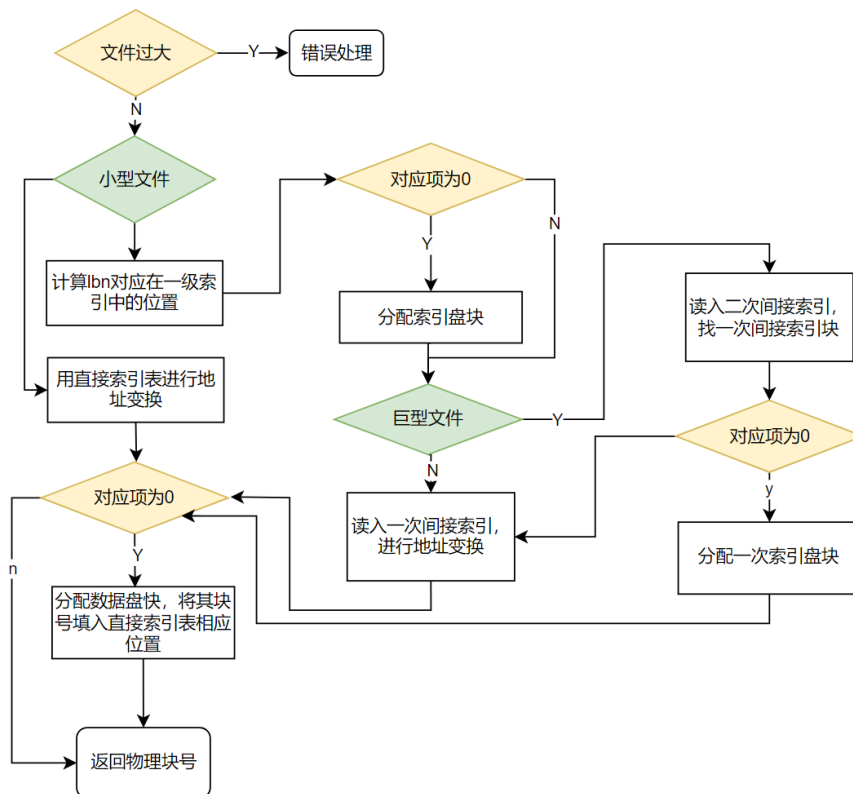 文件过大
Y
错误处理
N
小型文件
对应项为0
N
Y
计算lbn对应在一级索
引中的位置
分配索引盘块
读入二次间接索引，
找一次间接索引块
用直接索引表进行地
址变换
巨型文件
Y
对应项为0
N
y
对应项为0
读入一次间接索引，
进行地址变换
分配一次索引盘块
n
Y
分配数据盘快，将其块
号填入直接索引表相应
位置
返回物理块号